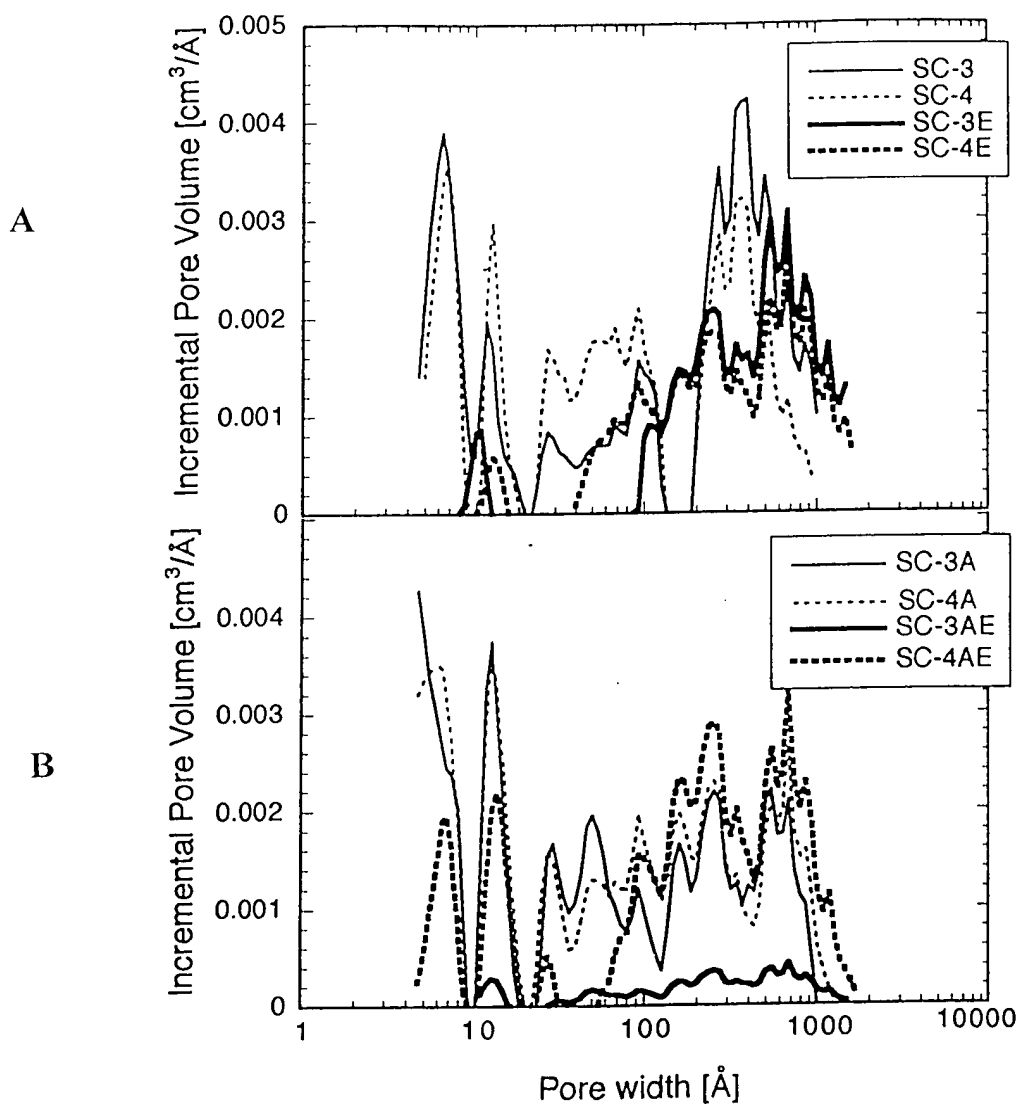 A
Incremental Pore Volume [cm³/Å]
0.005
0.004
0.003
0.002
0.001
0
SC-3
SC-4
SC-3E
SC-4E
B
Incremental Pore Volume [cm³/Å]
0.004
0.003
0.002
0.001
0
SC-3A
SC-4A
SC-3AE
SC-4AE
1 10 100 1000 10000
Pore width [Å]